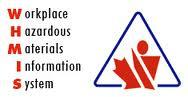 Workplace
Hazardous
Materials
Information
System